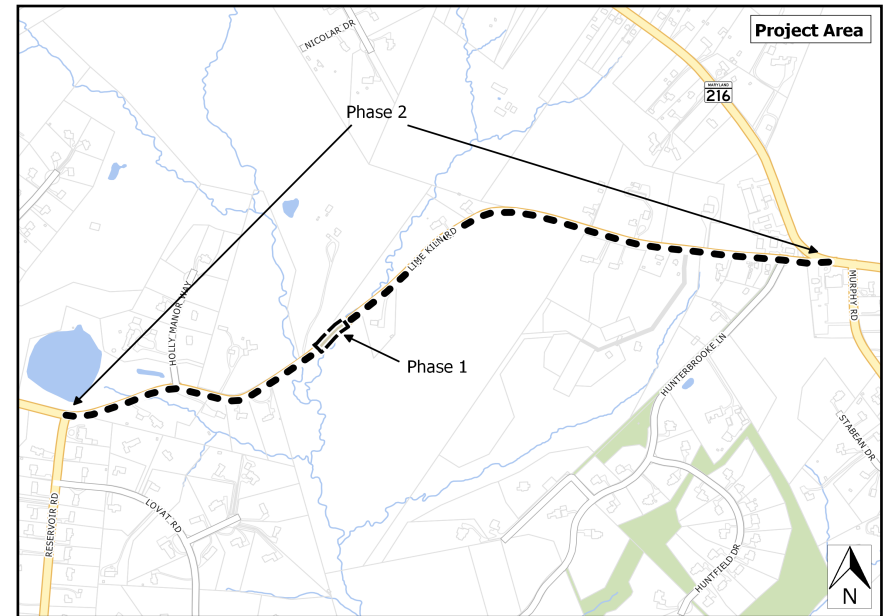 Project Area
NICOLAR DR
MARYLAND
216
Phase 2
LIME KILN RD
HOLLY MANOR WAY
MURPHY RD
Phase 1
HUNTERBROOKE LN
STABEAN DR
RESERVOIR RD
LOVAT RD
HUNTFIELD DR
N